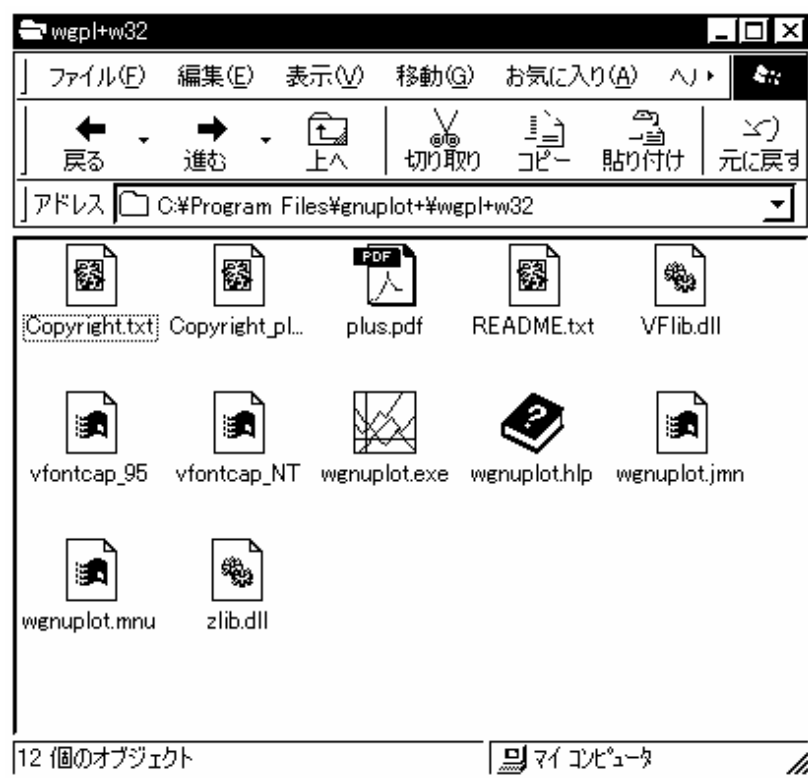 wgpl+w32
ファイル(F) 編集(E) 表示(V) 移動(G) お気に入り(A) ヘル
戻る 進む 上へ 切り取り コピー 貼り付け 元に戻す
アドレス C:¥Program Files¥gnuplot+¥wgpl+w32
PDF
Copyright.txt Copyright_pl... plus.pdf README.txt VFlib.dll
vfontcap_95 vfontcap_NT wgnuplot.exe wgnuplot.hlp wgnuplot.jmn
wgnuplot.mnu zlib.dll
12 個のオブジェクト マイ コンピュータ